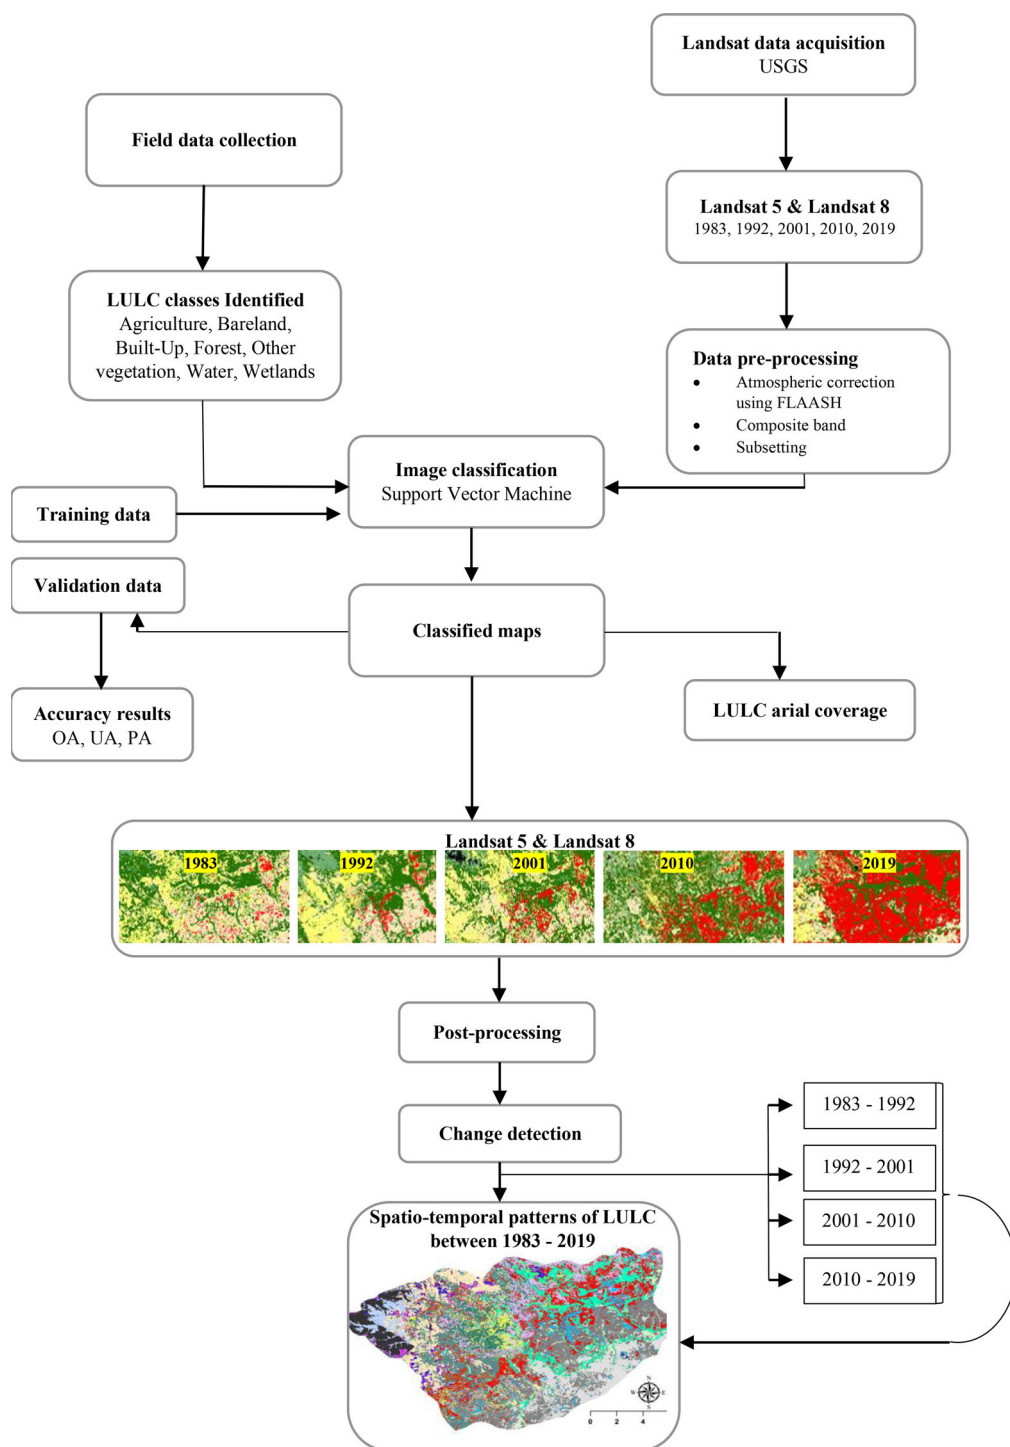 Landsat data acquisition
USGS
Field data collection
Landsat 5 & Landsat 8
1983, 1992, 2001, 2010, 2019
LULC classes Identified
Agriculture, Bareland,
Built-Up, Forest, Other
vegetation, Water, Wetlands
Data pre-processing
• Atmospheric correction
using FLAASH
• Composite band
• Subsetting
Image classification
Support Vector Machine
Training data
Validation data
Classified maps
Accuracy results
OA, UA, PA
LULC arial coverage
Landsat 5 & Landsat 8
1983
1992
2001
2010
2019
Post-processing
Change detection
1983 - 1992
1992 - 2001
2001 - 2010
2010 - 2019
Spatio-temporal patterns of LULC
between 1983 - 2019
N
W E
S
0 2 4